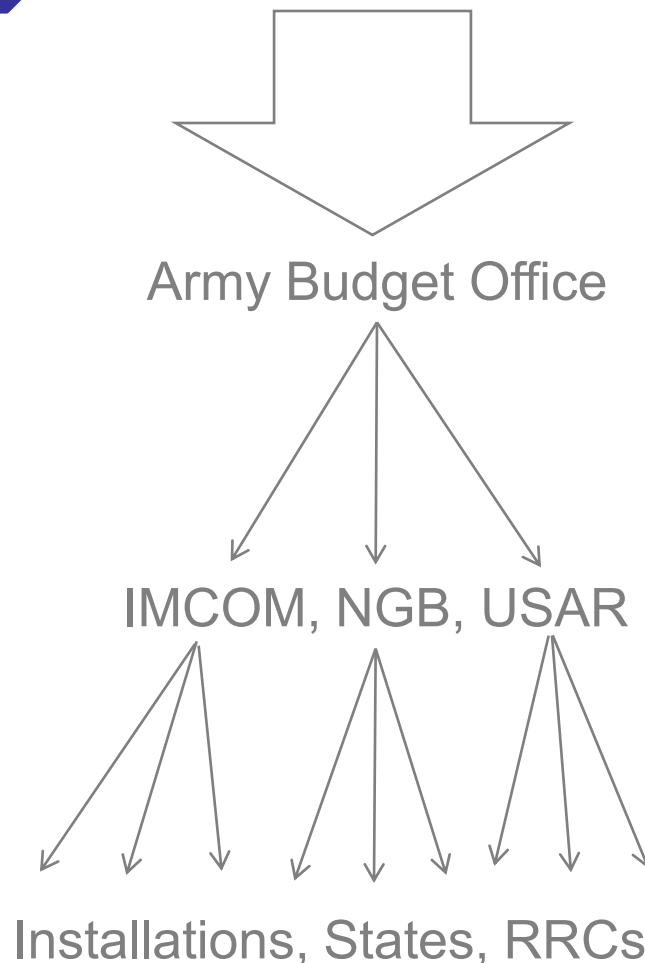 Army Budget Office
IMCOM, NGB, USAR
Installations, States, RRCs